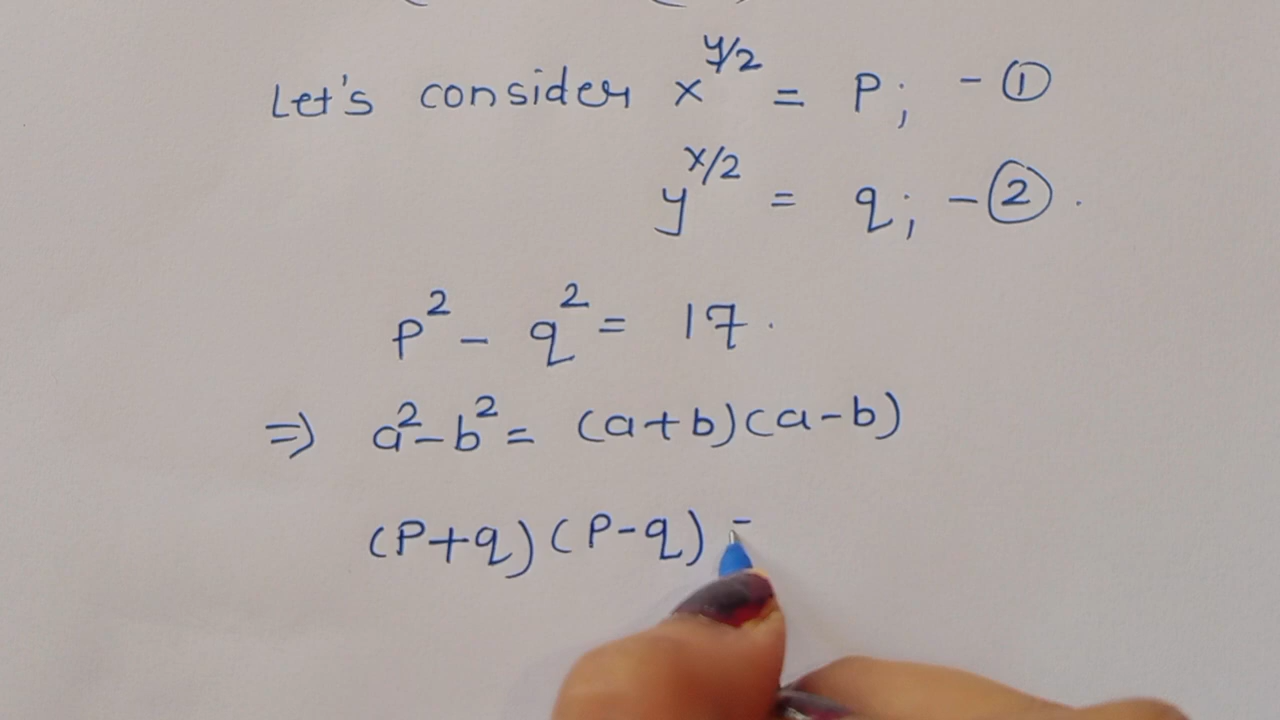 Let's consider x^{y/2} = P; - ①
y^{x/2} = q; - ②.
P² - q² = 17.
=> a² - b² = (a+b)(a-b)
(P+q)(P-q) =